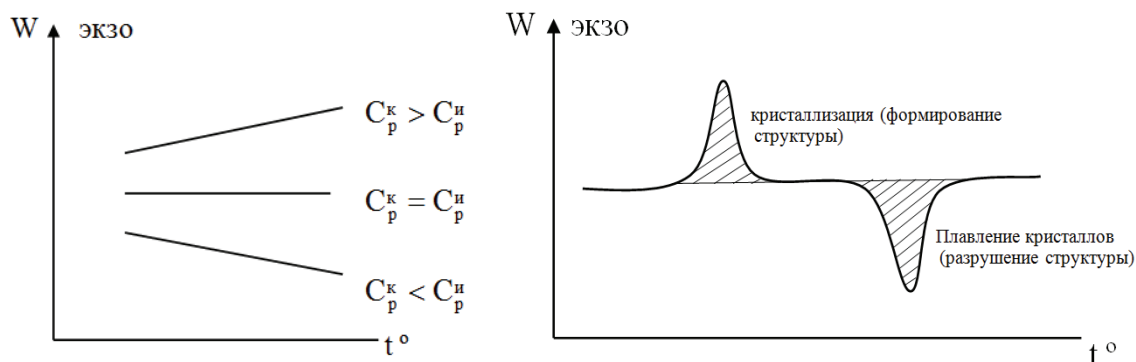 W экзо
C_p^к > C_p^и
C_p^к = C_p^и
C_p^к < C_p^и
t °
W экзо
кристаллизация (формирование
структуры)
Плавление кристаллов
(разрушение структуры)
t °